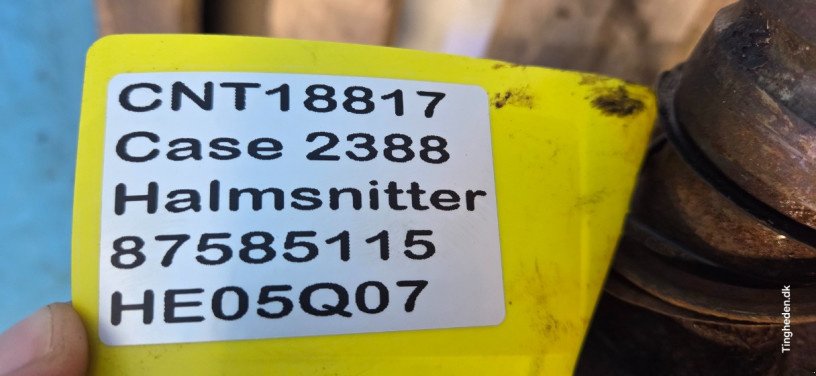 CNT18817
Case 2388
Halmsnitter
87585115
HE05Q07
Tingheden.dk